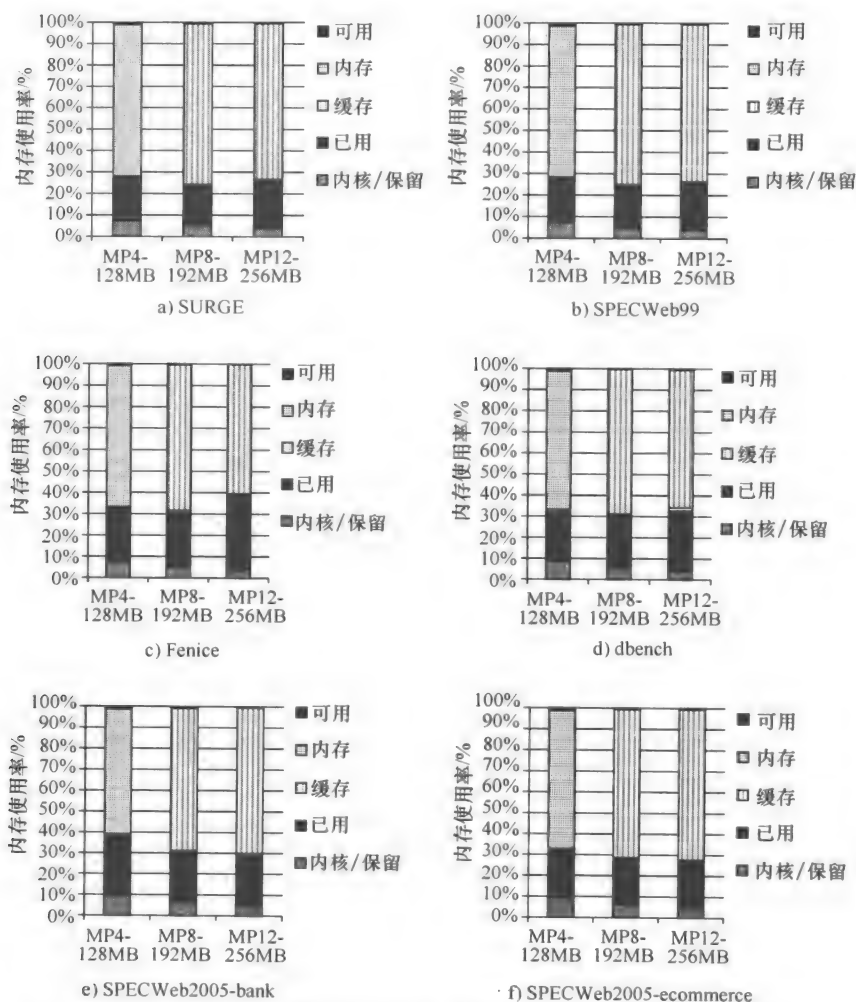 100%
90%
80%
70%
60%
50%
40%
30%
20%
10%
0%
内存使用率/%
可用
内存
缓存
已用
内核/保留
MP4-
128MB
MP8-
192MB
MP12-
256MB
a) SURGE
100%
90%
80%
70%
60%
50%
40%
30%
20%
10%
0%
内存使用率/%
可用
内存
缓存
已用
内核/保留
MP4-
128MB
MP8-
192MB
MP12-
256MB
b) SPECWeb99
100%
90%
80%
70%
60%
50%
40%
30%
20%
10%
0%
内存使用率/%
可用
内存
缓存
已用
内核/保留
MP4-
128MB
MP8-
192MB
MP12-
256MB
c) Fenice
100%
90%
80%
70%
60%
50%
40%
30%
20%
10%
0%
内存使用率/%
可用
内存
缓存
已用
内核/保留
MP4-
128MB
MP8-
192MB
MP12-
256MB
d) dbench
100%
90%
80%
70%
60%
50%
40%
30%
20%
10%
0%
内存使用率/%
可用
内存
缓存
已用
内核/保留
MP4-
128MB
MP8-
192MB
MP12-
256MB
e) SPECWeb2005-bank
100%
90%
80%
70%
60%
50%
40%
30%
20%
10%
0%
内存使用率/%
可用
内存
缓存
已用
内核/保留
MP4-
128MB
MP8-
192MB
MP12-
256MB
f) SPECWeb2005-ecommerce